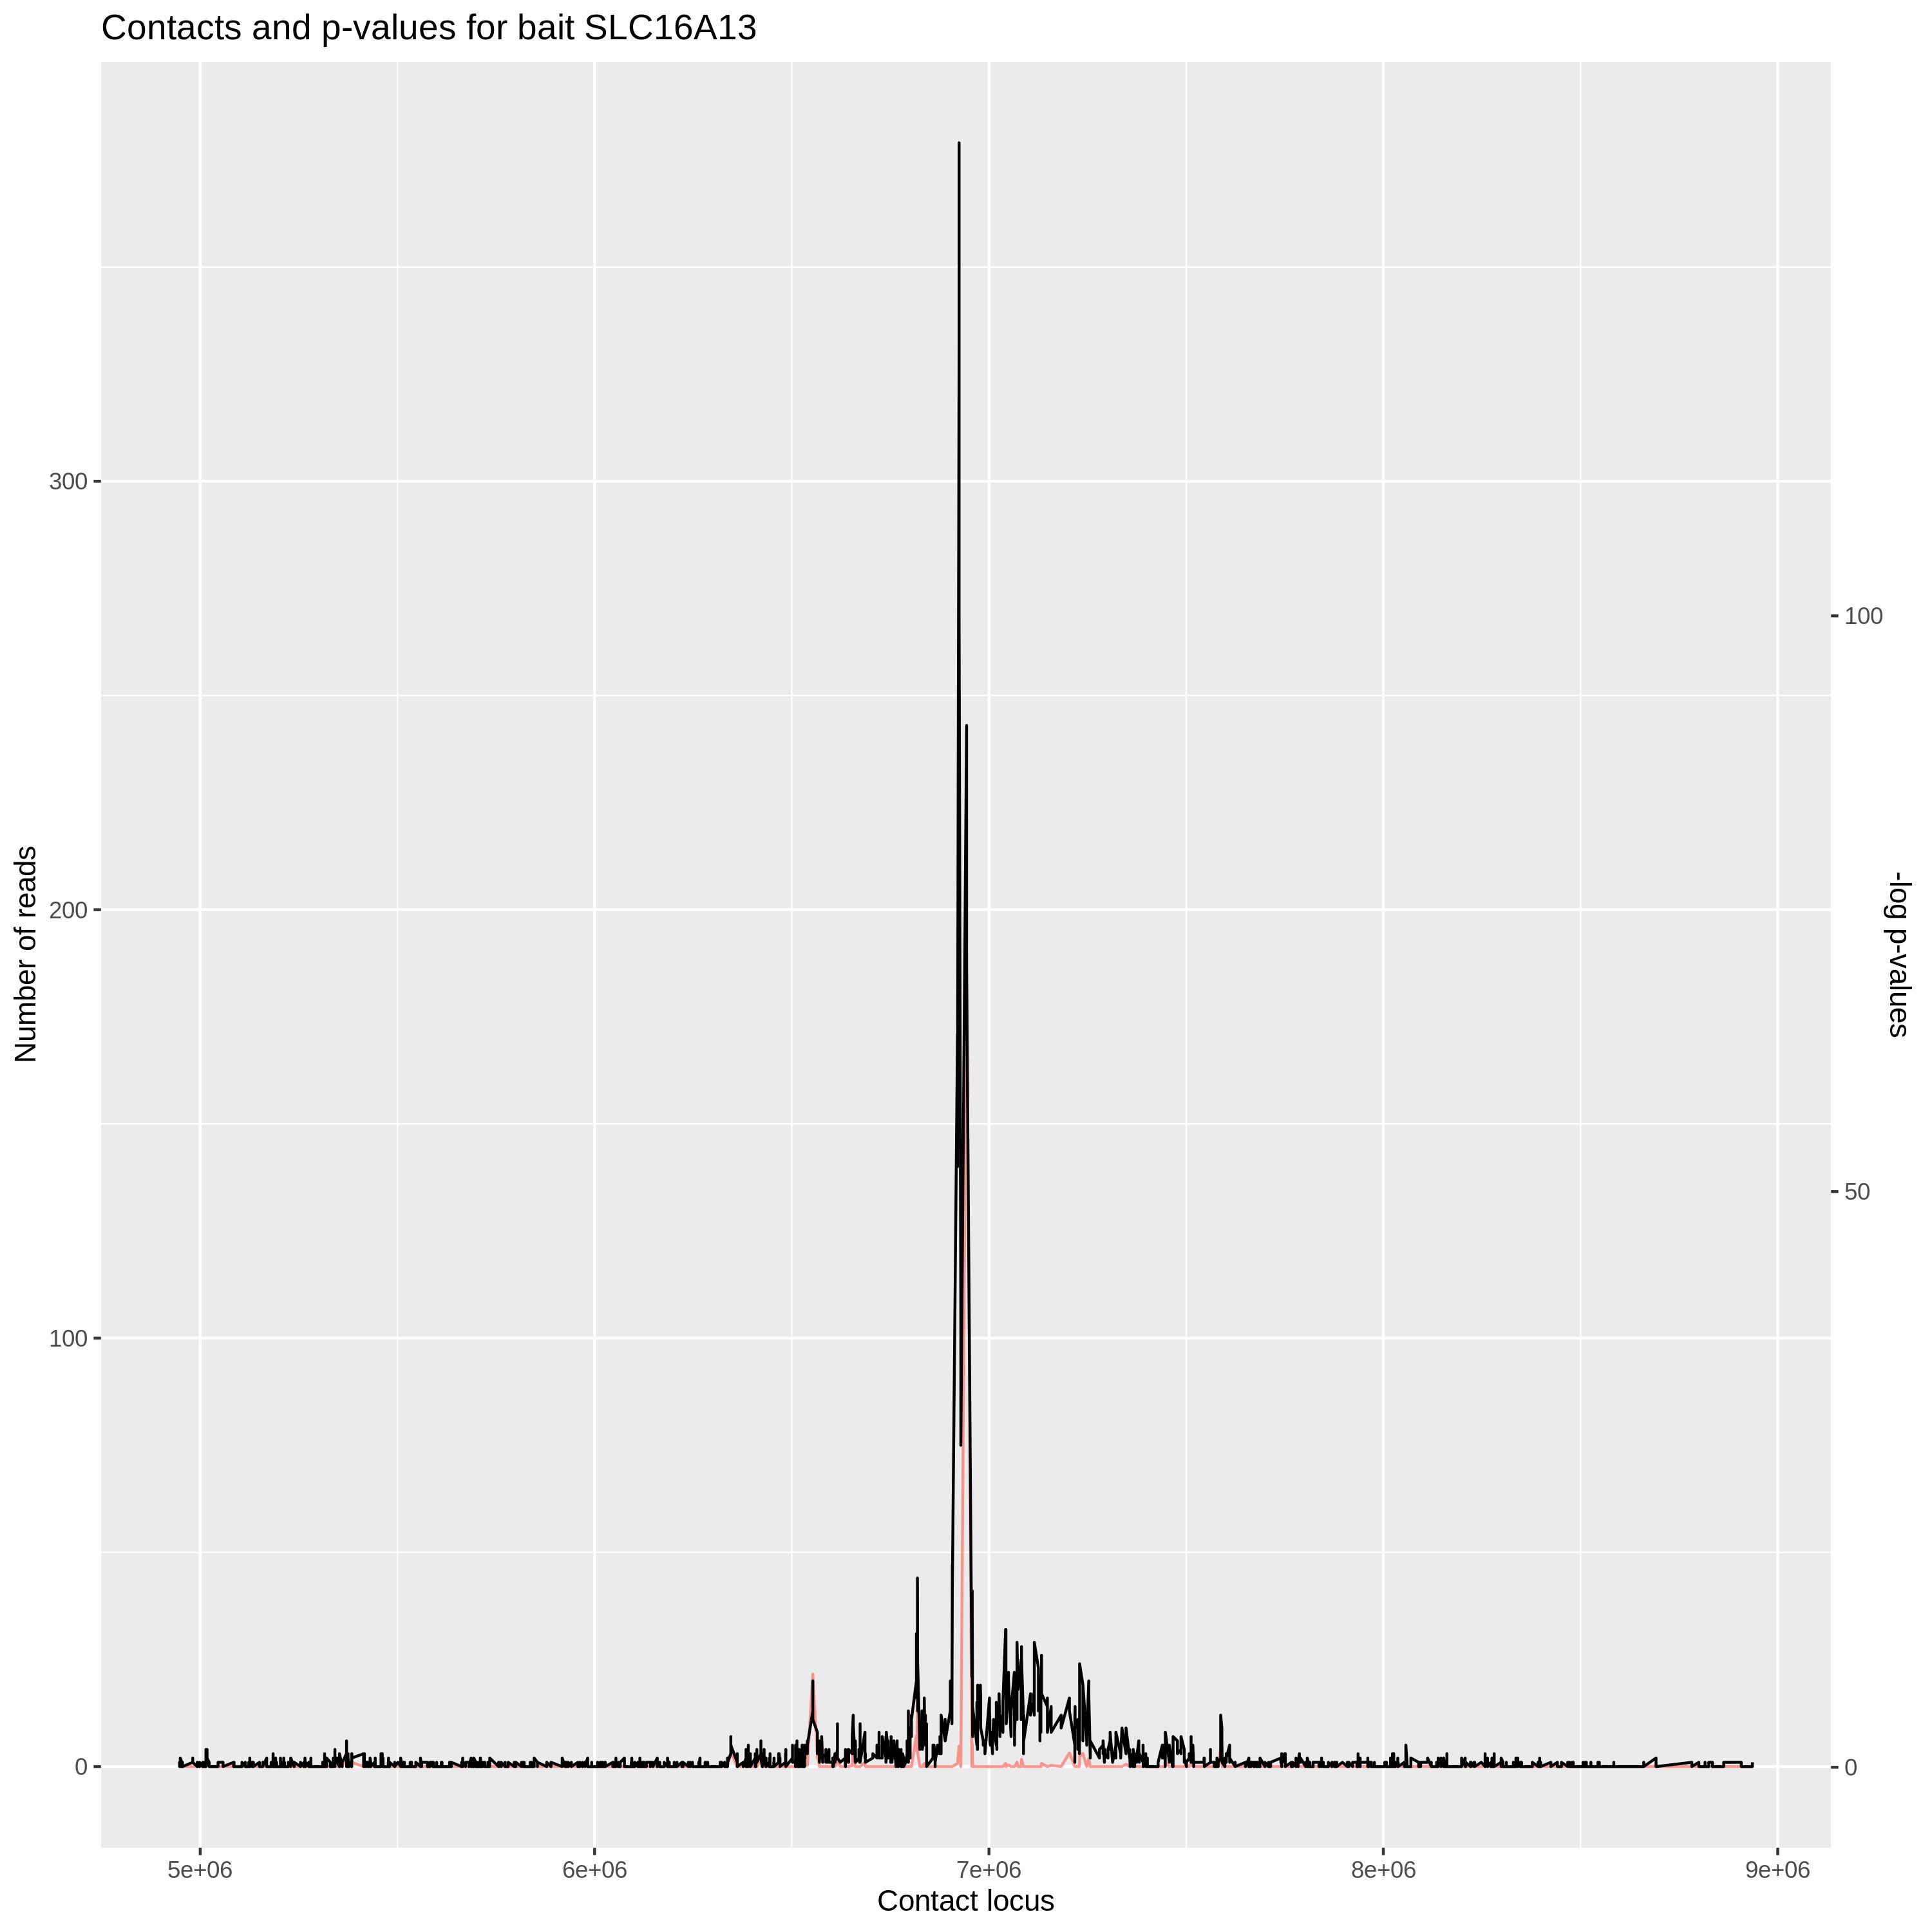 Contacts and p-values for bait SLC16A13
Number of reads
300
200
100
0
100
50
0
-log p-values
5e+06 6e+06 7e+06 8e+06 9e+06
Contact locus